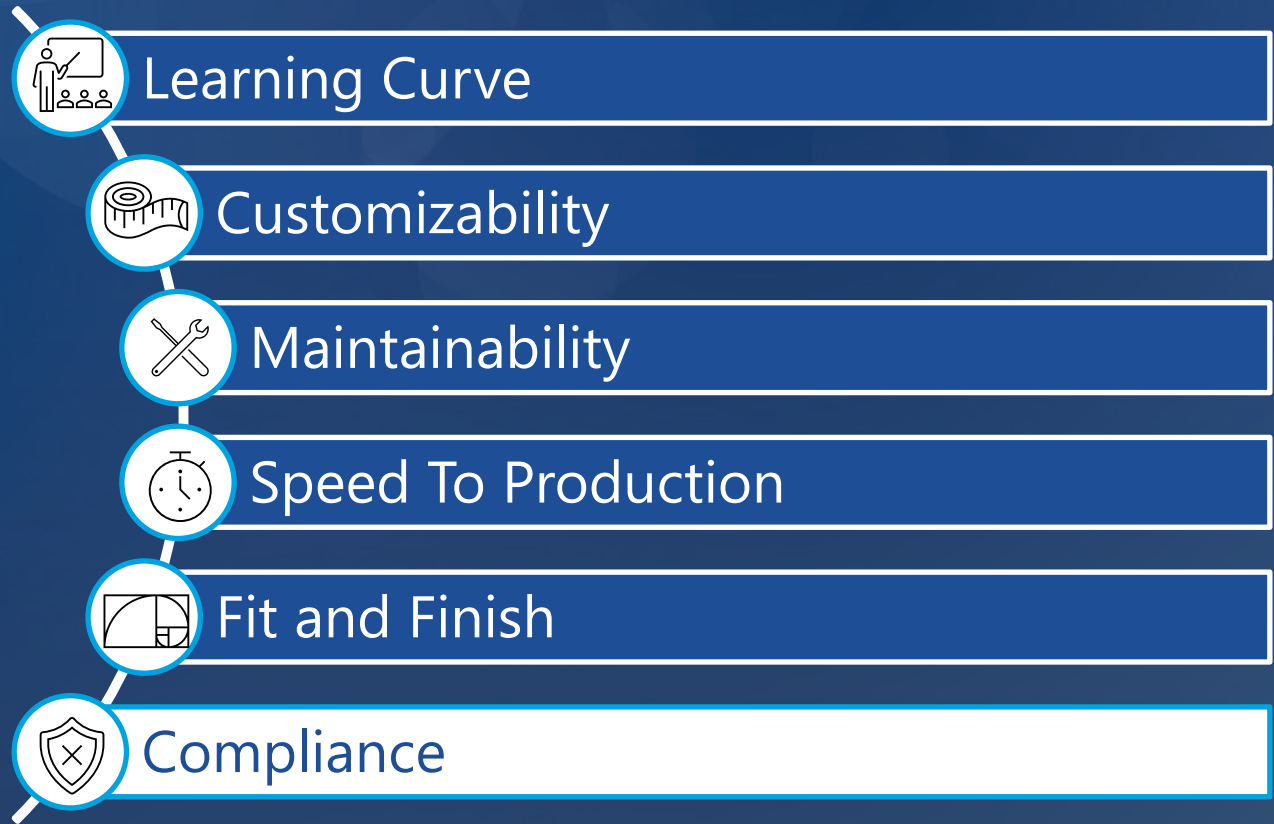 Learning Curve
Customizability
Maintainability
Speed To Production
Fit and Finish
Compliance